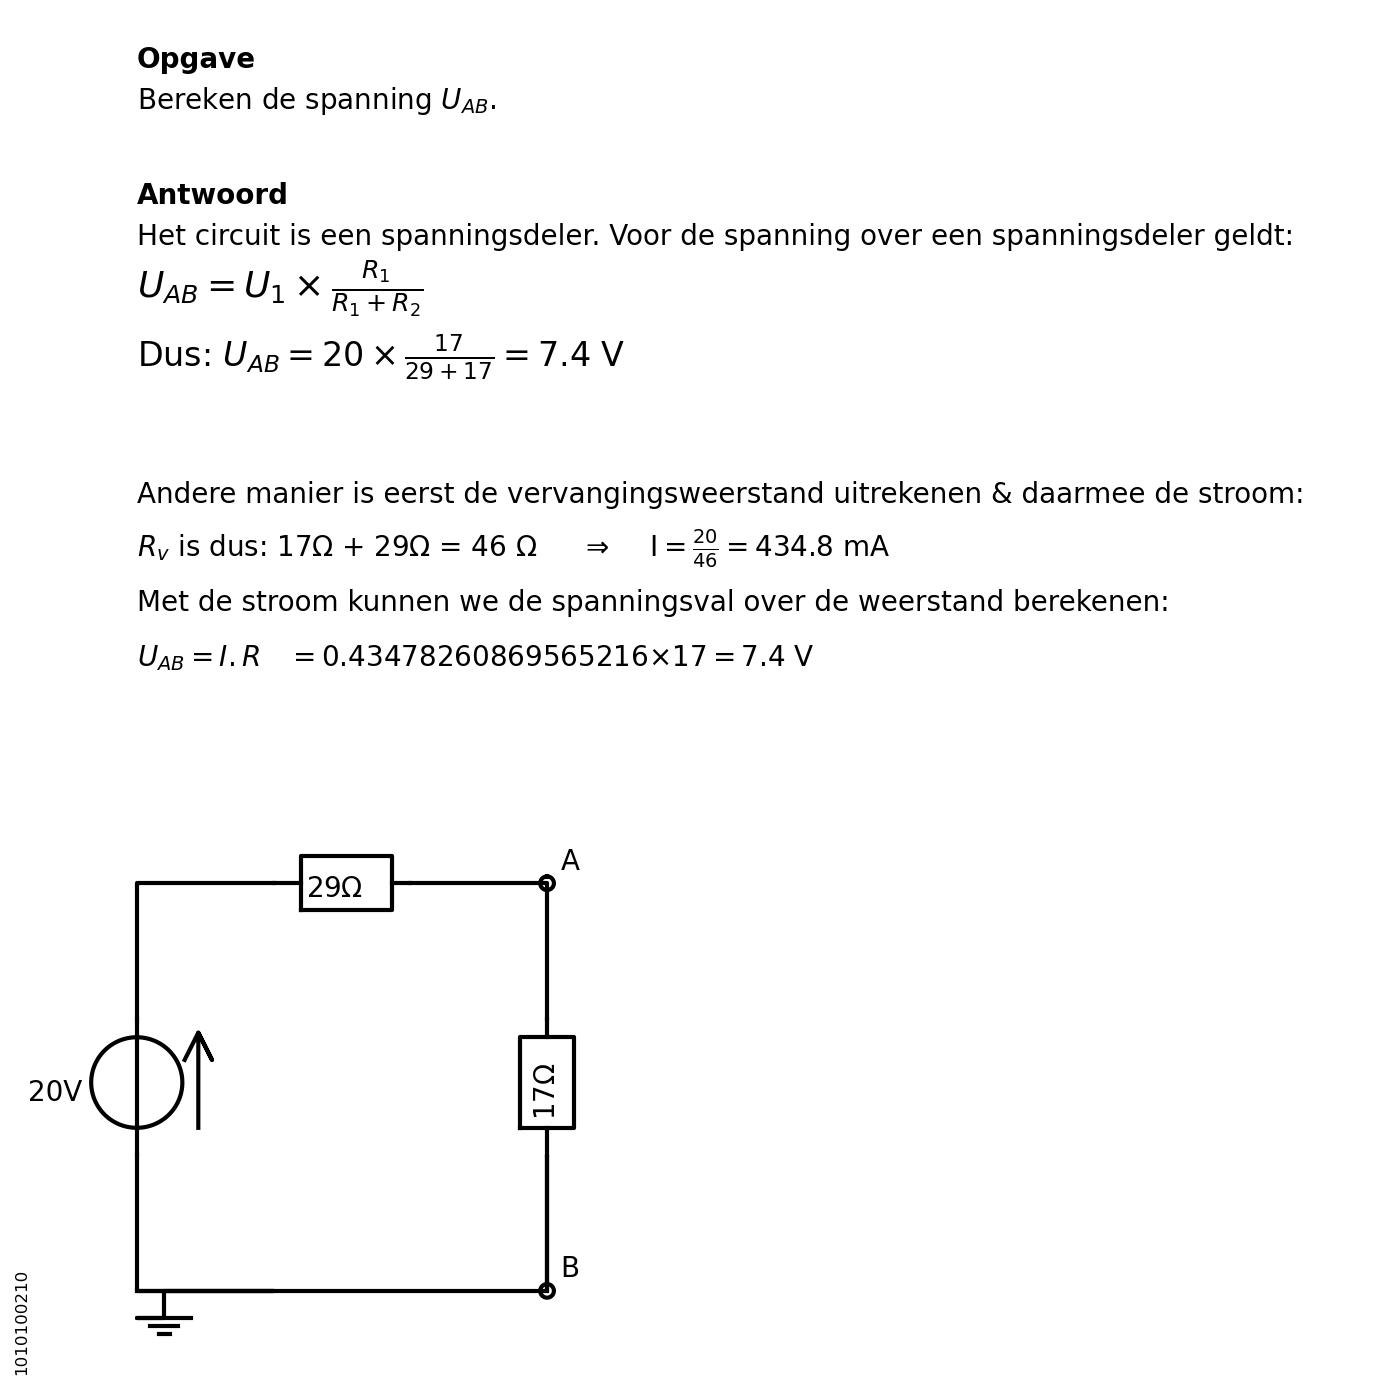 Opgave
Bereken de spanning $U_{AB}$.
Antwoord
Het circuit is een spanningsdeler. Voor de spanning over een spanningsdeler geldt:
$U_{AB} = U_1 \times \frac{R_1}{R_1 + R_2}$
Dus: $U_{AB} = 20 \times \frac{17}{29 + 17} = 7.4$ V
Andere manier is eerst de vervangingsweerstand uitrekenen & daarmee de stroom:
$R_v$ is dus: 17Ω + 29Ω = 46 Ω ⇒ I = $\frac{20}{46}$ = 434.8 mA
Met de stroom kunnen we de spanningsval over de weerstand berekenen:
$U_{AB} = I.R$ = 0.43478260869565216×17 = 7.4 V
A
29Ω
20V
17Ω
B
1010100210